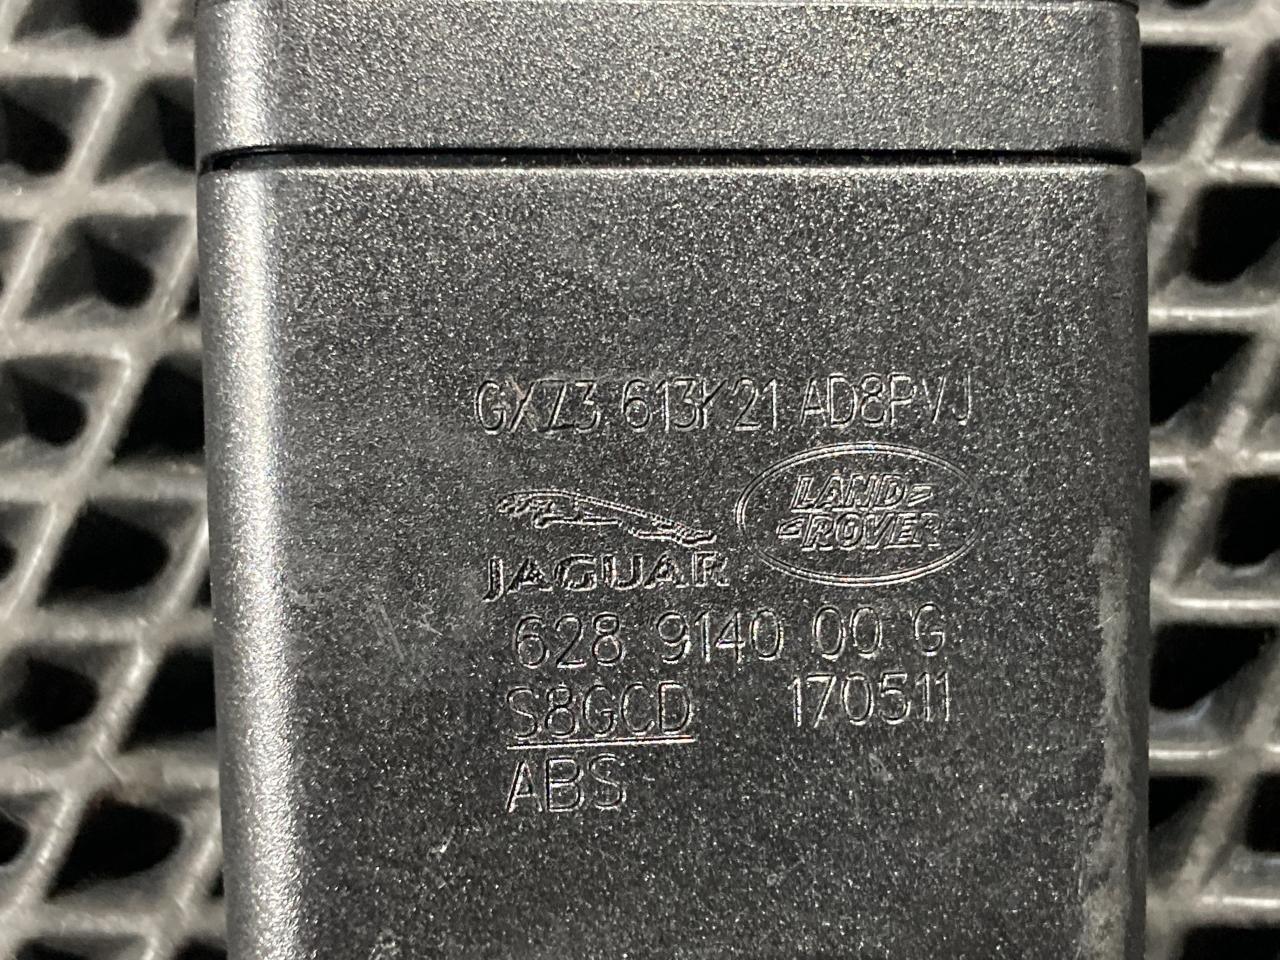 GXZ3 613K21 AD8PVJ
JAGUAR
LAND
ROVER
628 9140 00 G
S8GCD 170511
ABS